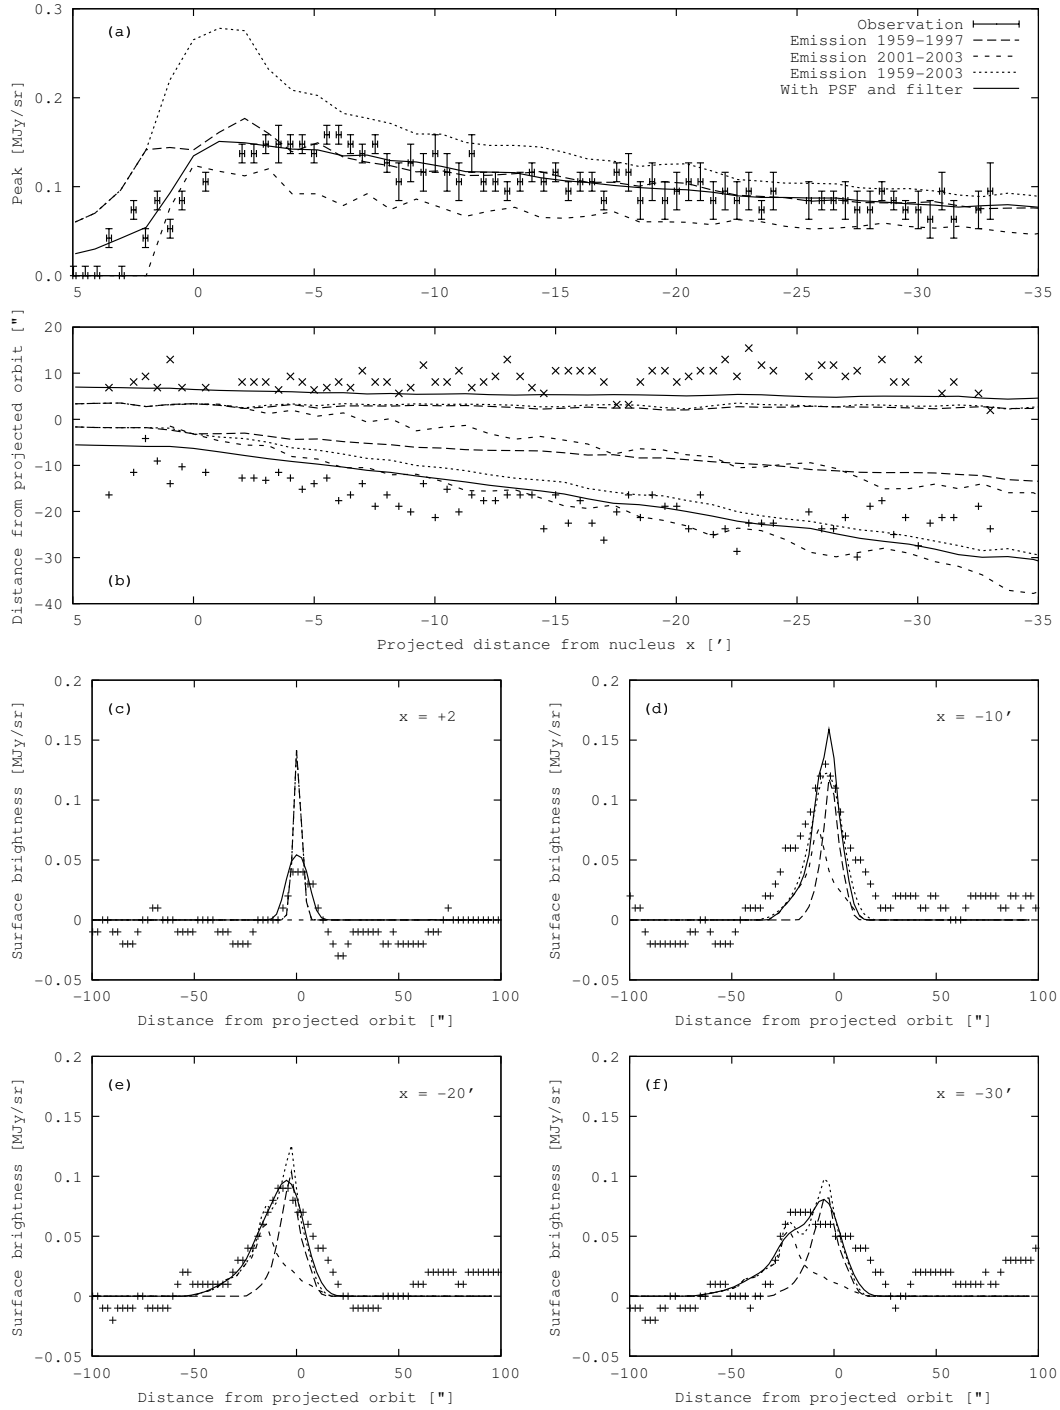 0.3
(a)
Observation
Emission 1959-1997
Emission 2001-2003
Emission 1959-2003
With PSF and filter
0.2
0.1
0.0
Peak [MJy/sr]
5 0 -5 -10 -15 -20 -25 -30 -35
20
10
0
-10
-20
-30
-40
(b)
Distance from projected orbit ["]
5 0 -5 -10 -15 -20 -25 -30 -35
Projected distance from nucleus x [']
0.2
0.15
0.1
0.05
0
-0.05
(c)
x = +2
Surface brightness [MJy/sr]
-100 -50 0 50 100
Distance from projected orbit ["]
0.2
0.15
0.1
0.05
0
-0.05
(d)
x = -10'
Surface brightness [MJy/sr]
-100 -50 0 50 100
Distance from projected orbit ["]
0.2
0.15
0.1
0.05
0
-0.05
(e)
x = -20'
Surface brightness [MJy/sr]
-100 -50 0 50 100
Distance from projected orbit ["]
0.2
0.15
0.1
0.05
0
-0.05
(f)
x = -30'
Surface brightness [MJy/sr]
-100 -50 0 50 100
Distance from projected orbit ["]